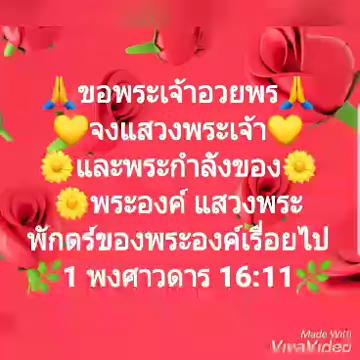 🙏ขอพระเจ้าอวยพร🙏
💛จงแสวงพระเจ้า💛
🌼และพระกำลังของ🌼
🌼พระองค์ แสวงพระ
พักตร์ของพระองค์เรื่อยไป
🌿1 พงศาวดาร 16:11🌿
Made With
VivaVideo